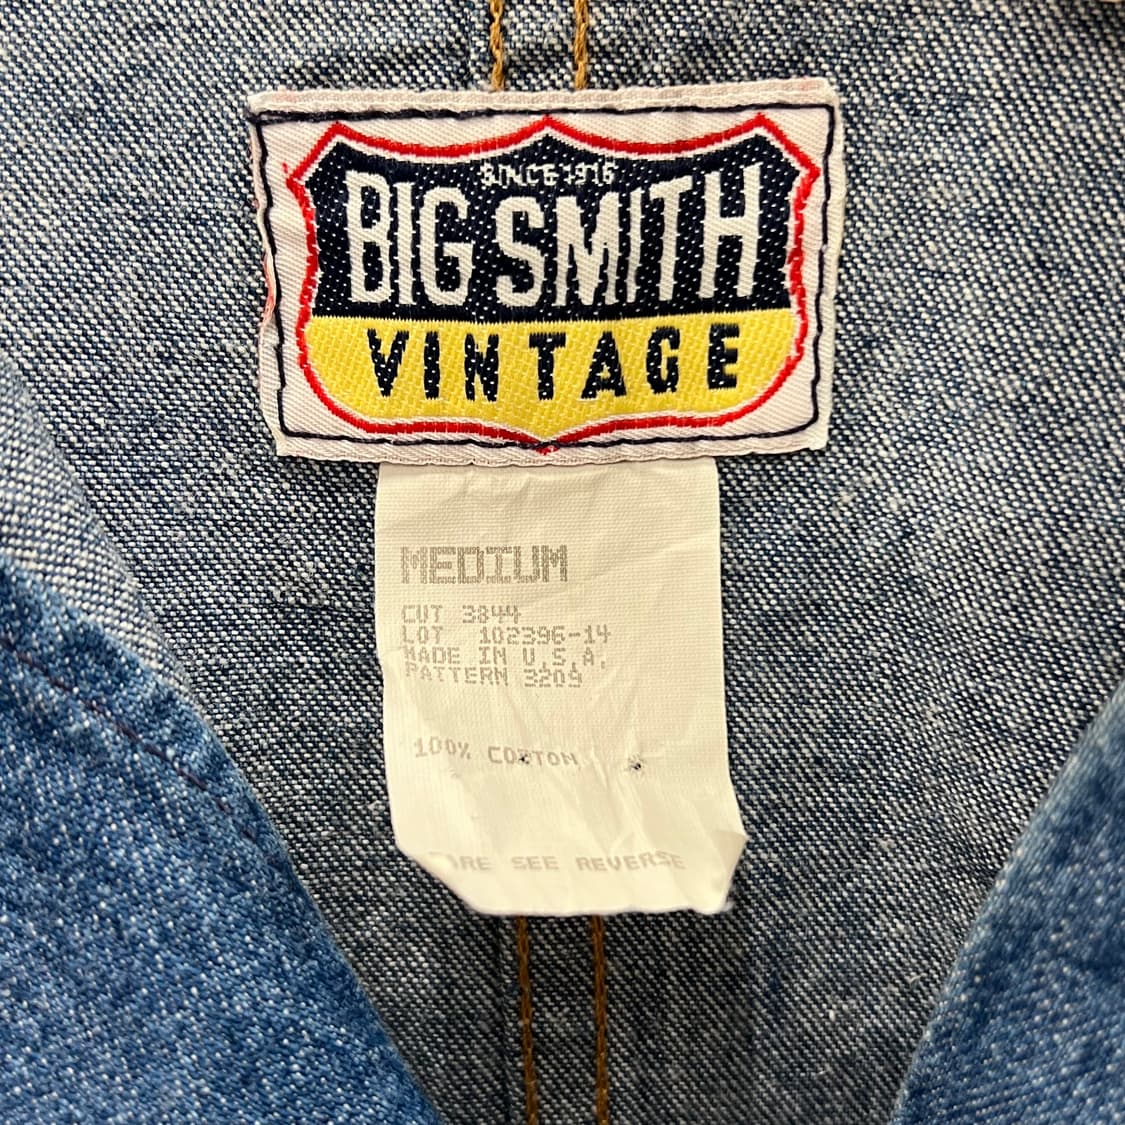 SINCE 1916
BIG SMITH
VINTAGE
MEDIUM
CUT 3844
LOT 102396-14
MADE IN U.S.A.
PATTERN 3209
100% COTTON
SEE REVERSE